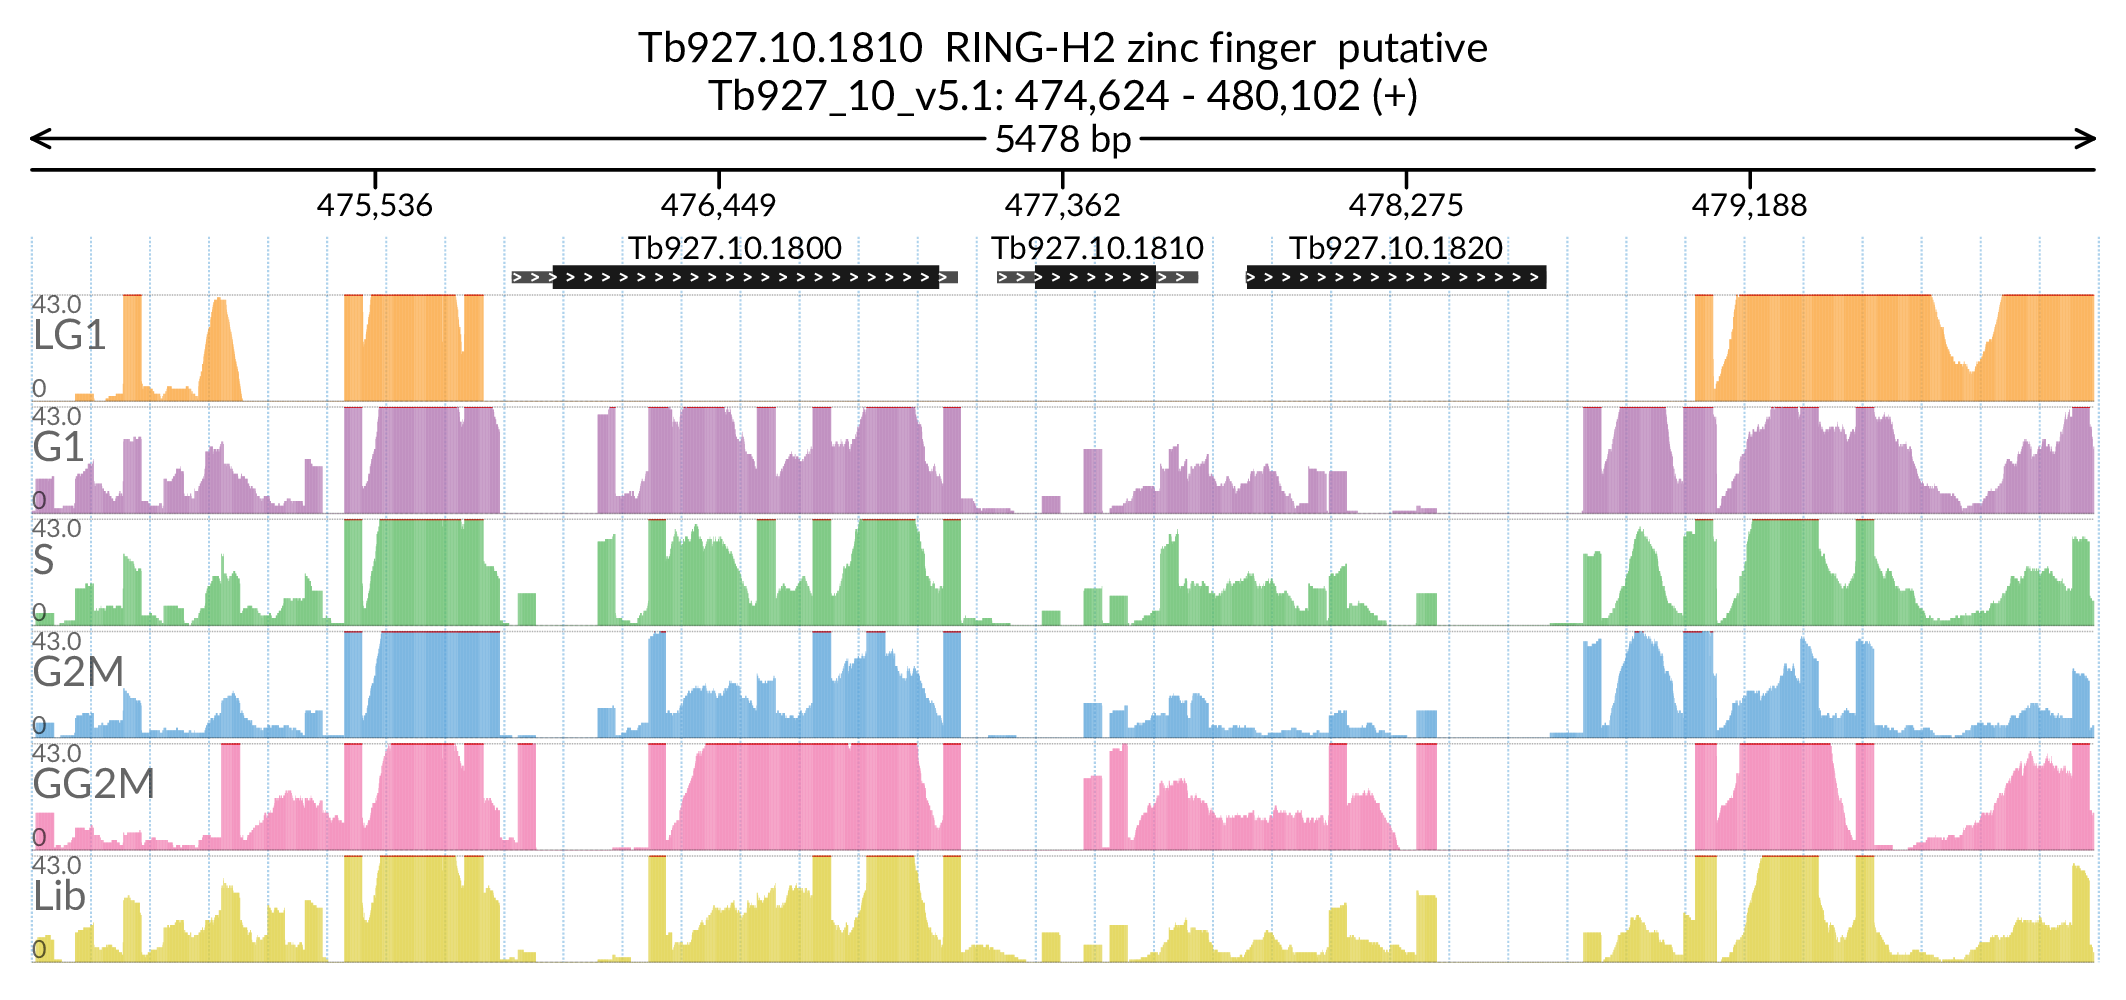 Tb927.10.1810 RING-H2 zinc finger putative
Tb927_10_v5.1: 474,624 - 480,102 (+)
5478 bp
475,536 476,449 477,362 478,275 479,188
Tb927.10.1800 Tb927.10.1810 Tb927.10.1820
43.0
LG1
0
43.0
G1
0
43.0
S
0
43.0
G2M
0
43.0
GG2M
0
43.0
Lib
0